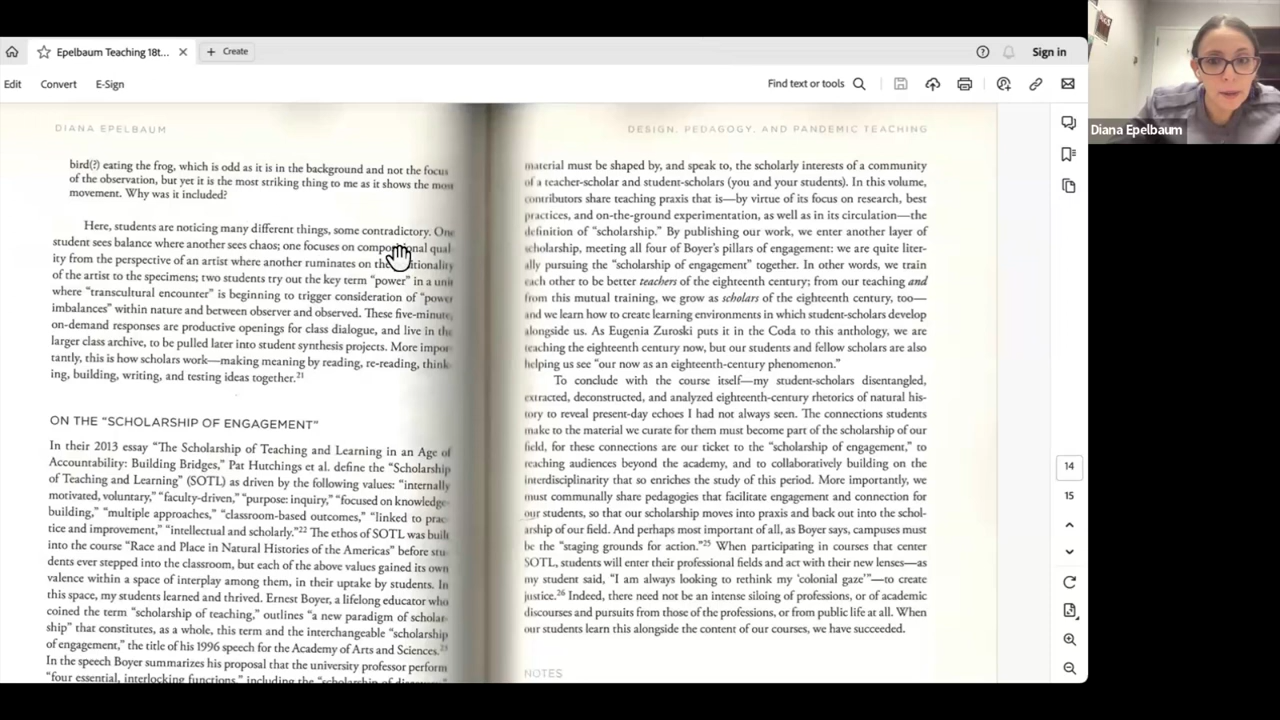 Epelbaum Teaching 18t...
Create
Sign in
Edit
Convert
E-Sign
Find text or tools
Diana Epelbaum
DIANA EPELBAUM
bird(?) eating the frog, which is odd as it is in the background and not the focus
of the observation, but yet it is the most striking thing to me as it shows the most
movement. Why was it included?
Here, students are noticing many different things, some contradictory. One
student sees balance where another sees chaos; one focuses on compositional qual-
ity from the perspective of an artist where another ruminates on the
of the artist to the specimens; two students try out the key term "power" in a unit
where "transcultural encounter" is beginning to trigger consideration of "power
imbalances" within nature and between observer and observed. These five-minute,
on-demand responses are productive openings for class dialogue, and live in the
larger class archive, to be pulled later into student synthesis projects. More impor-
tantly, this is how scholars work—making meaning by reading, re-reading, think-
ing, building, writing, and testing ideas together.21
ON THE "SCHOLARSHIP OF ENGAGEMENT"
In their 2013 essay "The Scholarship of Teaching and Learning in an Age of
Accountability: Building Bridges," Pat Hutchings et al. define the "Scholarship
of Teaching and Learning" (SOTL) as driven by the following values: "internally
motivated, voluntary," "faculty-driven," "purpose: inquiry," "focused on knowledge-
building," "multiple approaches," "classroom-based outcomes," "linked to prac-
tice and improvement," "intellectual and scholarly."22 The ethos of SOTL was built
into the course "Race and Place in Natural Histories of the Americas" before stu-
dents ever stepped into the classroom, but each of the above values gained its own
valence within a space of interplay among them, in their uptake by students. In
this space, my students learned and thrived. Ernest Boyer, a lifelong educator who
coined the term "scholarship of teaching," outlines "a new paradigm of scholar-
ship" that constitutes, as a whole, this term and the interchangeable "scholarship
of engagement," the title of his 1996 speech for the Academy of Arts and Sciences.23
In the speech Boyer summarizes his proposal that the university professor perform
"four essential, interlocking functions," including the "scholarship of
DESIGN, PEDAGOGY, AND PANDEMIC TEACHING
material must be shaped by, and speak to, the scholarly interests of a community
of a teacher-scholar and student-scholars (you and your students). In this volume,
contributors share teaching praxis that is—by virtue of its focus on research, best
practices, and on-the-ground experimentation, as well as in its circulation—the
definition of "scholarship." By publishing our work, we enter another layer of
scholarship, meeting all four of Boyer's pillars of engagement: we are quite liter-
ally pursuing the "scholarship of engagement" together. In other words, we train
each other to be better teachers of the eighteenth century; from our teaching and
from this mutual training, we grow as scholars of the eighteenth century, too—
and we learn how to create learning environments in which student-scholars develop
alongside us. As Eugenia Zuroski puts it in the Coda to this anthology, we are
teaching the eighteenth century now, but our students and fellow scholars are also
helping us see "our now as an eighteenth-century phenomenon."
To conclude with the course itself—my student-scholars disentangled,
extracted, deconstructed, and analyzed eighteenth-century rhetorics of natural his-
tory to reveal present-day echoes I had not always seen. The connections students
make to the material we curate for them must become part of the scholarship of our
field, for these connections are our ticket to the "scholarship of engagement," to
reaching audiences beyond the academy, and to collaboratively building on the
interdisciplinarity that so enriches the study of this period. More importantly, we
must communally share pedagogies that facilitate engagement and connection for
our students, so that our scholarship moves into praxis and back out into the schol-
arship of our field. And perhaps most important of all, as Boyer says, campuses must
be the "staging grounds for action."25 When participating in courses that center
SOTL, students will enter their professional fields and act with their new lenses—as
my student said, "I am always looking to rethink my 'colonial gaze'"—to create
justice.26 Indeed, there need not be an intense siloing of professions, or of academic
discourses and pursuits from those of the professions, or from public life at all. When
our students learn this alongside the content of our courses, we have succeeded.
NOTES
14
15